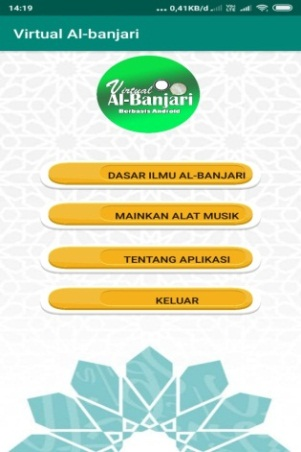 14:19
... 0,41KB/d
Virtual Al-banjari
Virtual
Al-Banjari
Berbasis Android
DASAR ILMU AL-BANJARI
MAINKAN ALAT MUSIK
TENTANG APLIKASI
KELUAR